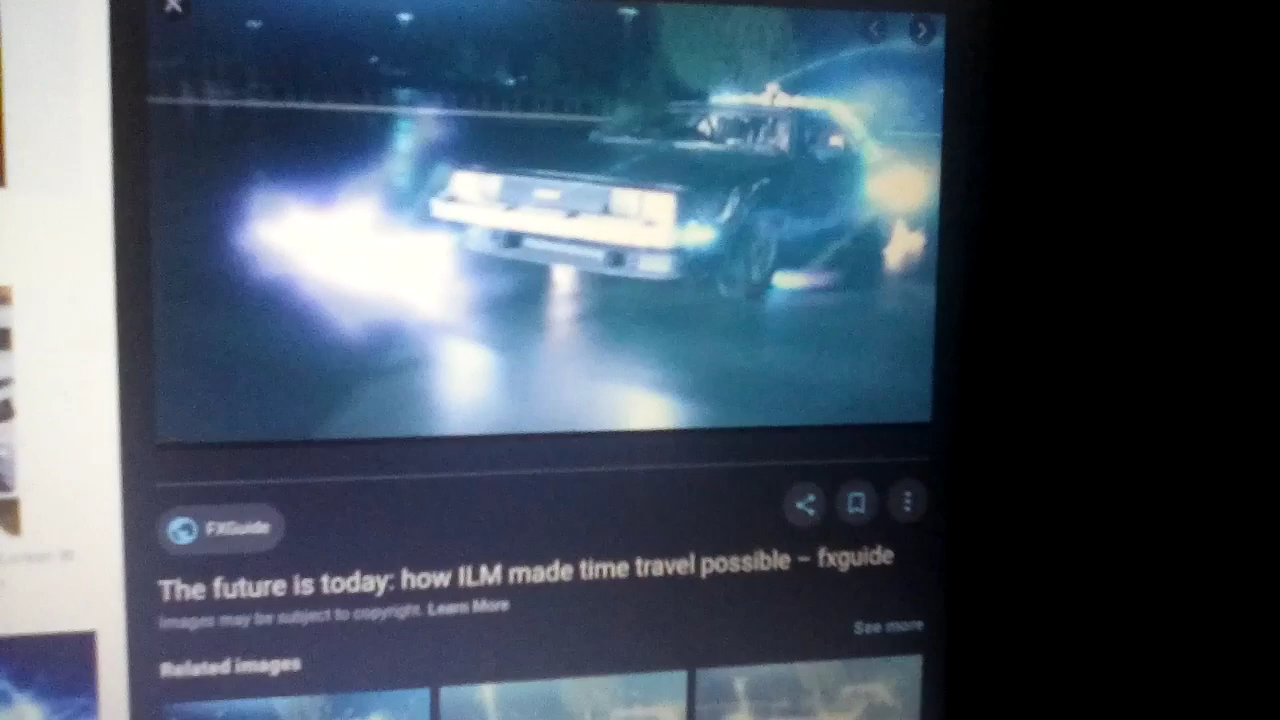 FXGuide
The future is today: how ILM made time travel possible – fxguide
Images may be subject to copyright. Learn More
See more
Related images